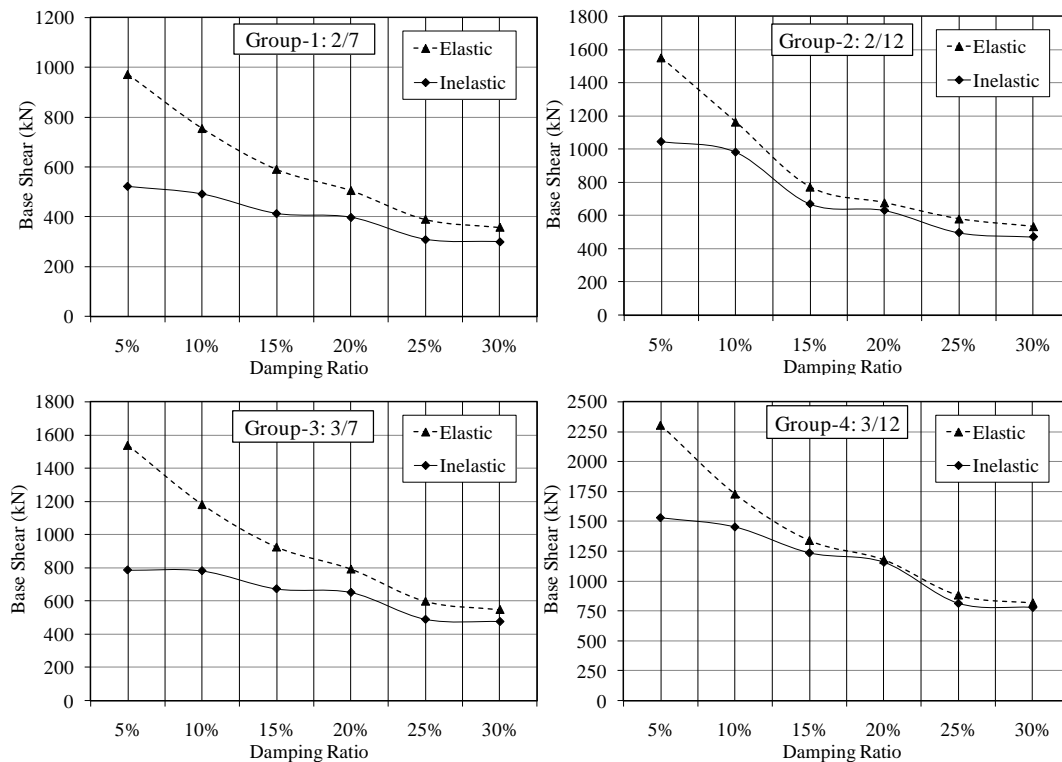 Group-1: 2/7
Elastic
Inelastic
Base Shear (kN)
1200
1000
800
600
400
200
0
5% 10% 15% 20% 25% 30%
Damping Ratio
Group-2: 2/12
Elastic
Inelastic
Base Shear (kN)
1800
1600
1400
1200
1000
800
600
400
200
0
5% 10% 15% 20% 25% 30%
Damping Ratio
Group-3: 3/7
Elastic
Inelastic
Base Shear (kN)
1800
1600
1400
1200
1000
800
600
400
200
0
5% 10% 15% 20% 25% 30%
Damping Ratio
Group-4: 3/12
Elastic
Inelastic
Base Shear (kN)
2500
2250
2000
1750
1500
1250
1000
750
500
250
0
5% 10% 15% 20% 25% 30%
Damping Ratio